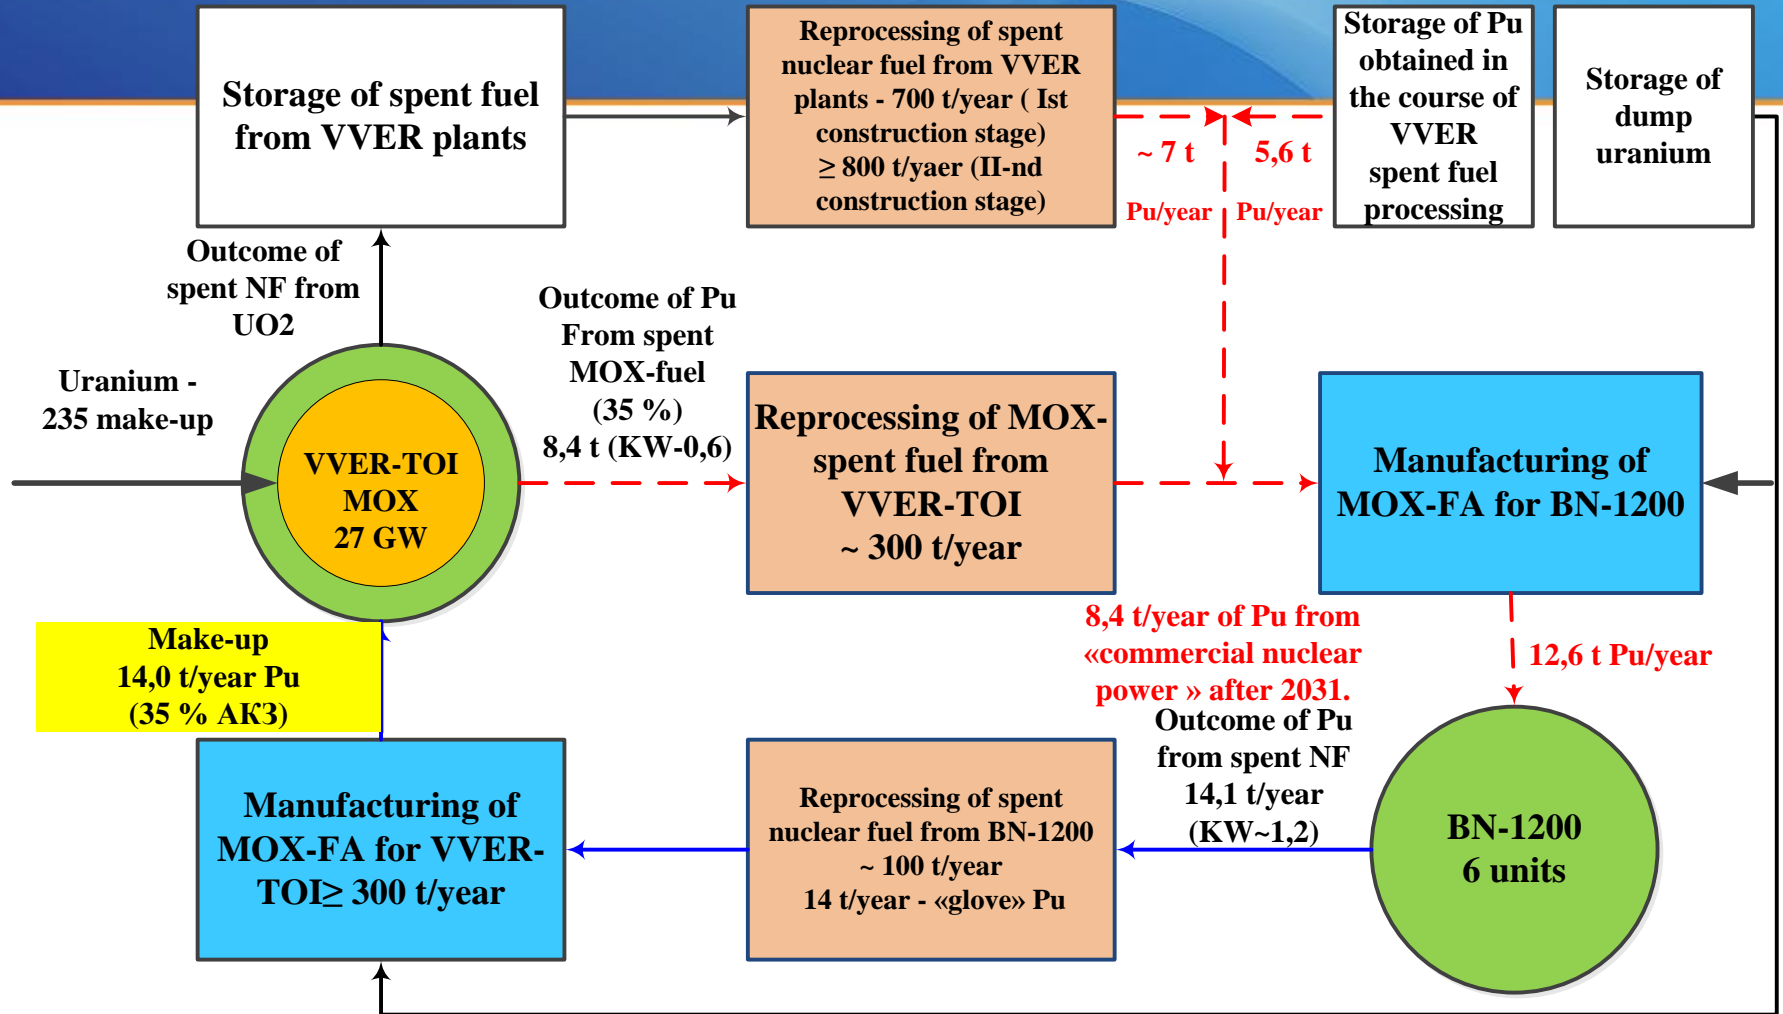 Storage of spent fuel
from VVER plants
Reprocessing of spent
nuclear fuel from VVER
plants - 700 t/year ( Ist
construction stage)
≥ 800 t/yaer (II-nd
construction stage)
~ 7 t
Pu/year
5,6 t
Pu/year
Storage of Pu
obtained in
the course of
VVER
spent fuel
processing
Storage of
dump
uranium
Outcome of
spent NF from
UO2
Uranium -
235 make-up
VVER-TOI
MOX
27 GW
Outcome of Pu
From spent
MOX-fuel
(35 %)
8,4 t (KW-0,6)
Reprocessing of MOX-
spent fuel from
VVER-TOI
~ 300 t/year
Manufacturing of
MOX-FA for BN-1200
8,4 t/year of Pu from
«commercial nuclear
power » after 2031.
12,6 t Pu/year
Make-up
14,0 t/year Pu
(35 % АКЗ)
Manufacturing of
MOX-FA for VVER-
TOI≥ 300 t/year
Reprocessing of spent
nuclear fuel from BN-1200
~ 100 t/year
14 t/year - «glove» Pu
Outcome of Pu
from spent NF
14,1 t/year
(KW~1,2)
BN-1200
6 units